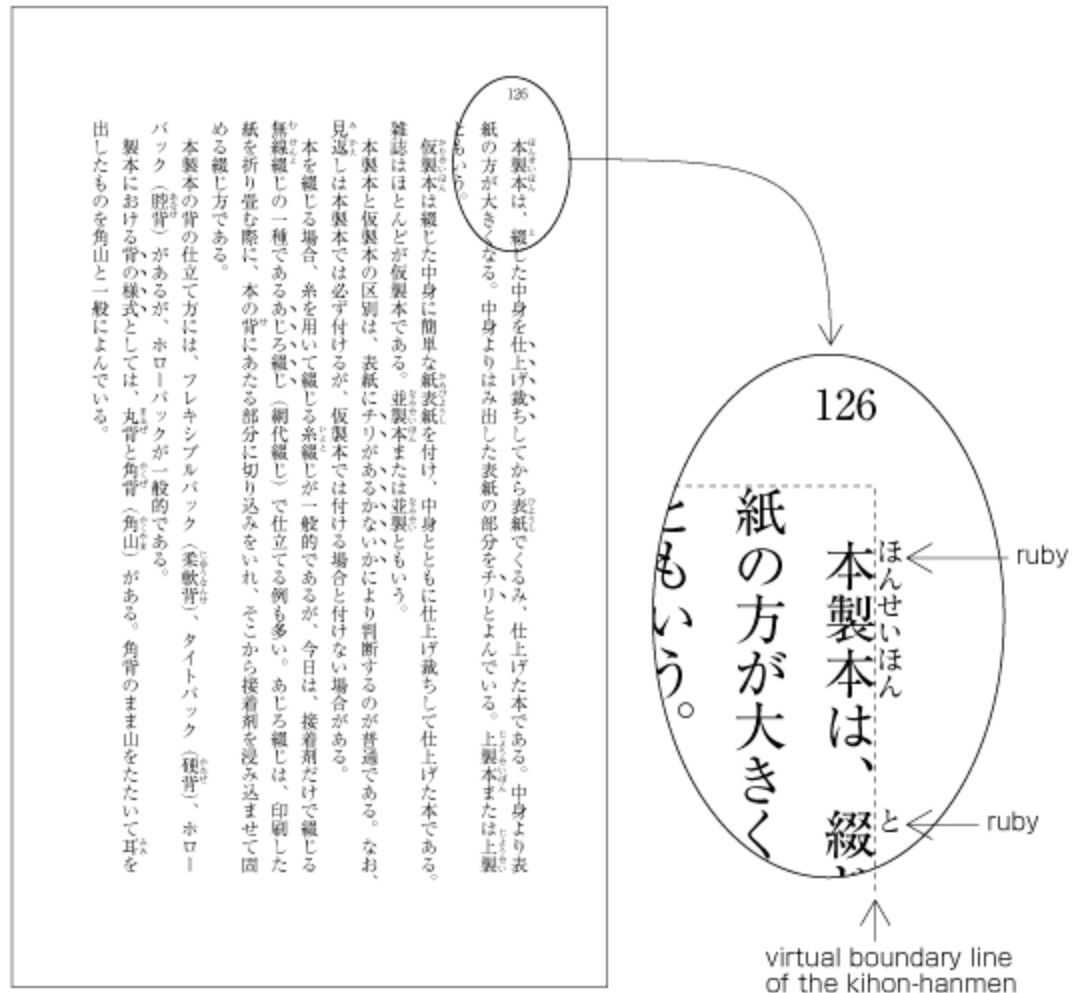 126
本製本は、綴じた中身を仕上げ裁ちしてから表紙でくるみ、仕上げた本である。中身より表
紙の方が大きくなる。中身よりはみ出した表紙の部分をチリとよんでいる。上製本または上製
ともいう。
仮製本は綴じた中身に簡単な紙表紙を付け、中身とともに仕上げ裁ちして仕上げた本である。
雑誌はほとんどが仮製本である。並製本または並製ともいう。
本製本と仮製本の区別は、表紙にチリがあるかないかにより判断するのが普通である。なお、
見返しは本製本では必ず付けるが、仮製本では付ける場合と付けない場合がある。
本を綴じる場合、糸を用いて綴じる糸綴じが一般的であるが、今日は、接着剤だけで綴じる
無線綴じの一種であるあじろ綴じ（網代綴じ）で仕立てる例も多い。あじろ綴じは、印刷した
紙を折り畳む際に、本の背にあたる部分に切り込みをいれ、そこから接着剤を浸み込ませて固
める綴じ方である。
本製本の背の仕立て方には、フレキシブルバック（柔軟背）、タイトバック（硬背）、ホロー
バック（腔背）があるが、ホローバックが一般的である。
製本における背の様式としては、丸背と角背（角山）がある。角背のまま山をたたいて耳を
出したものを角山と一般によんでいる。
126
ほんせいほん
と
本製本は、綴じ
紙の方が大きく
ともいう。
ruby
ruby
virtual boundary line
of the kihon-hanmen